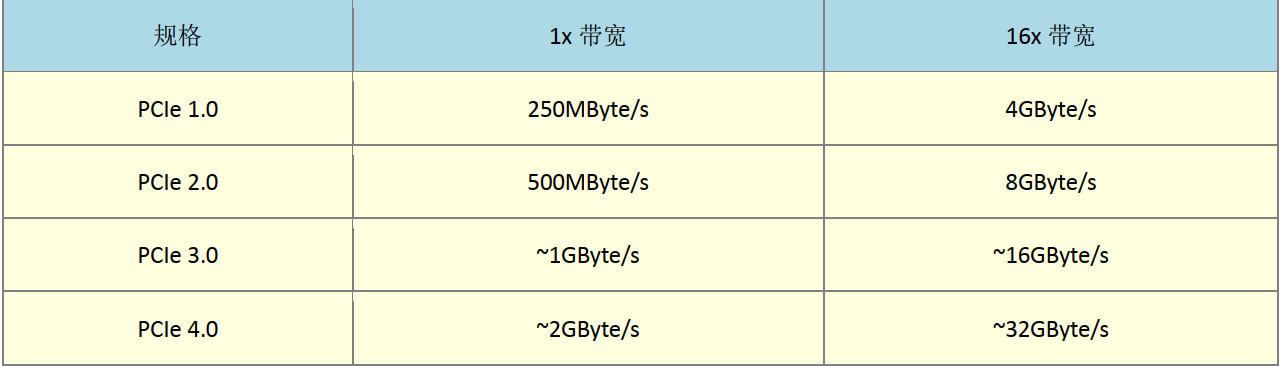 规格 1x 带宽 16x 带宽
PCIe 1.0 250MByte/s 4GByte/s
PCIe 2.0 500MByte/s 8GByte/s
PCIe 3.0 ~1GByte/s ~16GByte/s
PCIe 4.0 ~2GByte/s ~32GByte/s